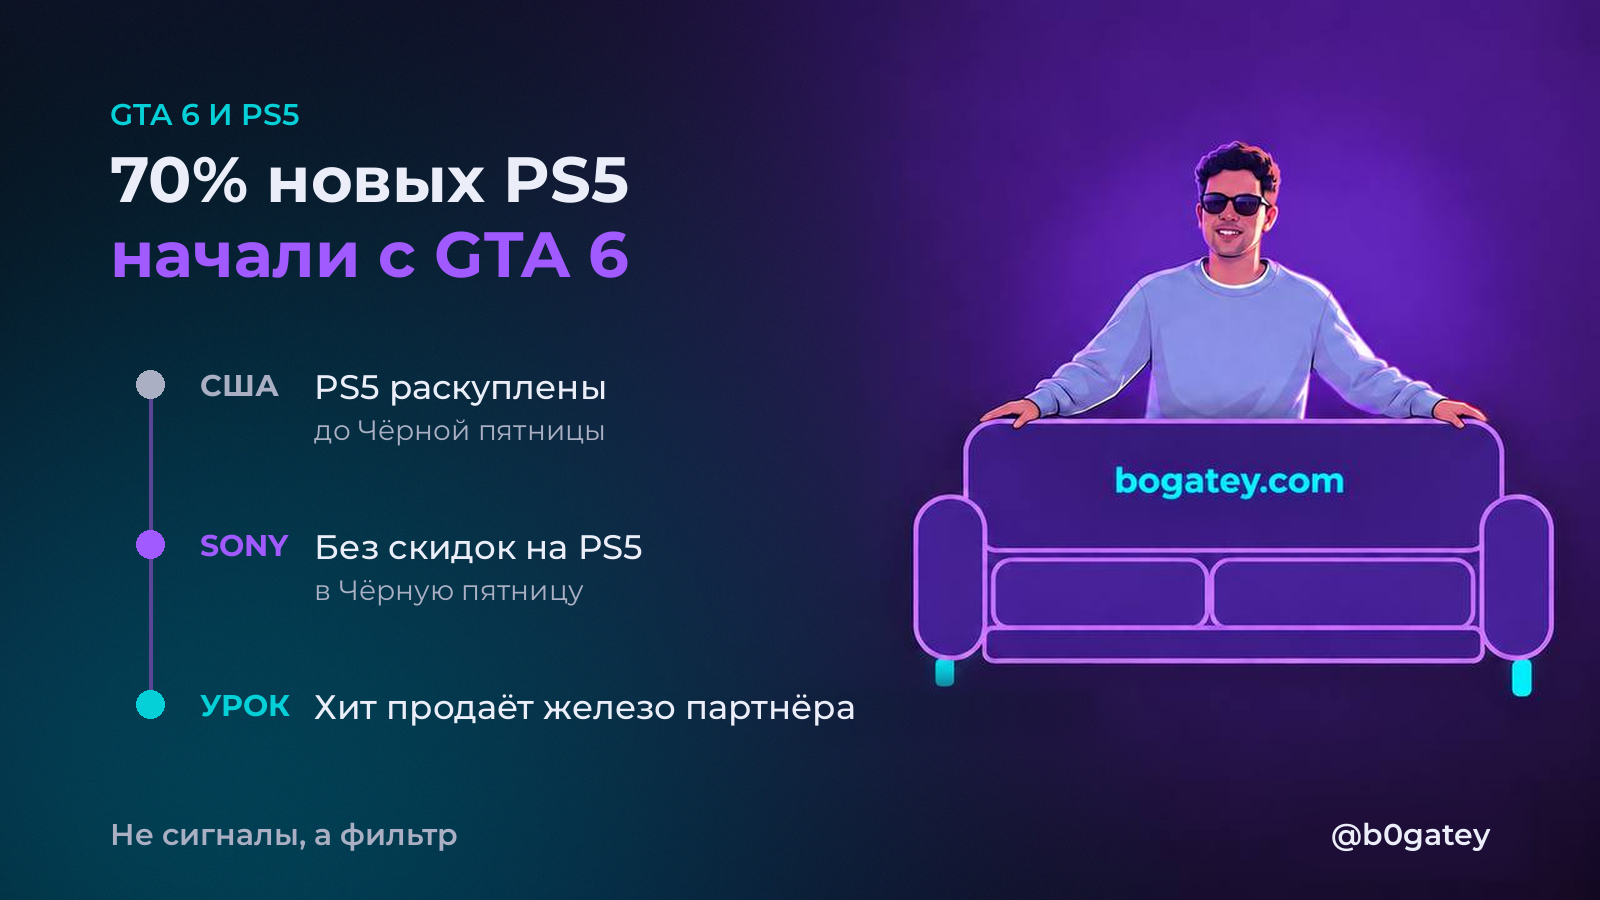 GTA 6 И PS5
70% новых PS5
начали с GTA 6
США PS5 раскуплены
до Чёрной пятницы
SONY Без скидок на PS5
в Чёрную пятницу
УРОК Хит продаёт железо партнёра
bogatey.com
Не сигналы, а фильтр
@b0gatey